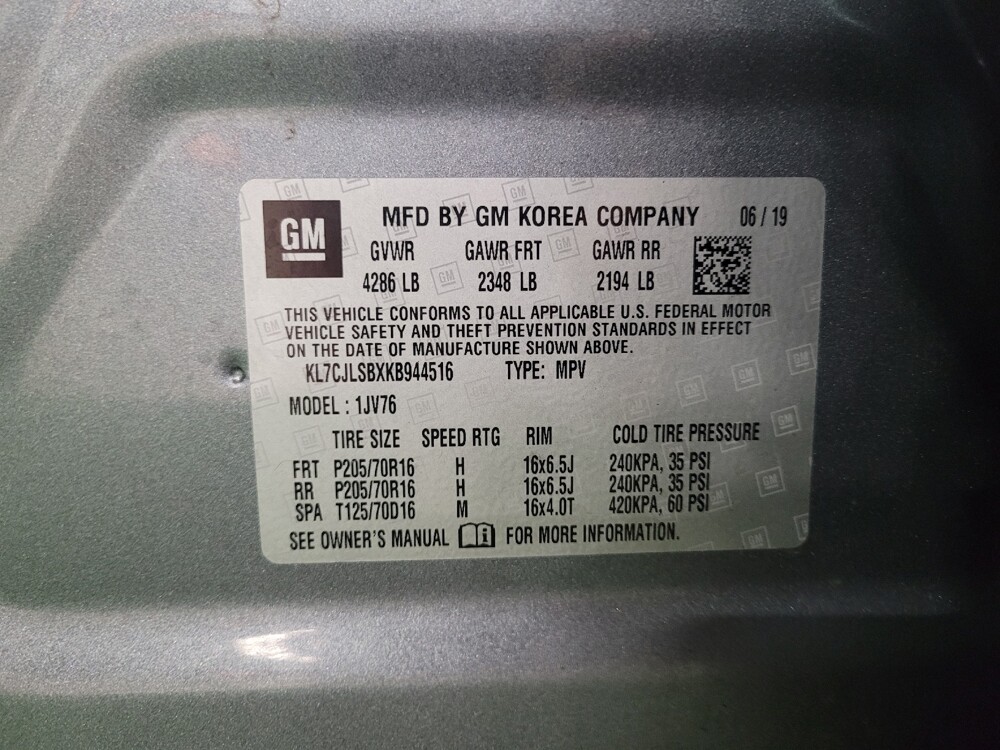 GM MFD BY GM KOREA COMPANY 06 / 19
GVWR GAWR FRT GAWR RR
4286 LB 2348 LB 2194 LB
THIS VEHICLE CONFORMS TO ALL APPLICABLE U.S. FEDERAL MOTOR
VEHICLE SAFETY AND THEFT PREVENTION STANDARDS IN EFFECT
ON THE DATE OF MANUFACTURE SHOWN ABOVE.
KL7CJLSBXKB944516 TYPE: MPV
MODEL : 1JV76
TIRE SIZE SPEED RTG RIM COLD TIRE PRESSURE
FRT P205/70R16 H 16x6.5J 240KPA, 35 PSI
RR P205/70R16 H 16x6.5J 240KPA, 35 PSI
SPA T125/70D16 M 16x4.0T 420KPA, 60 PSI
SEE OWNER'S MANUAL i FOR MORE INFORMATION.